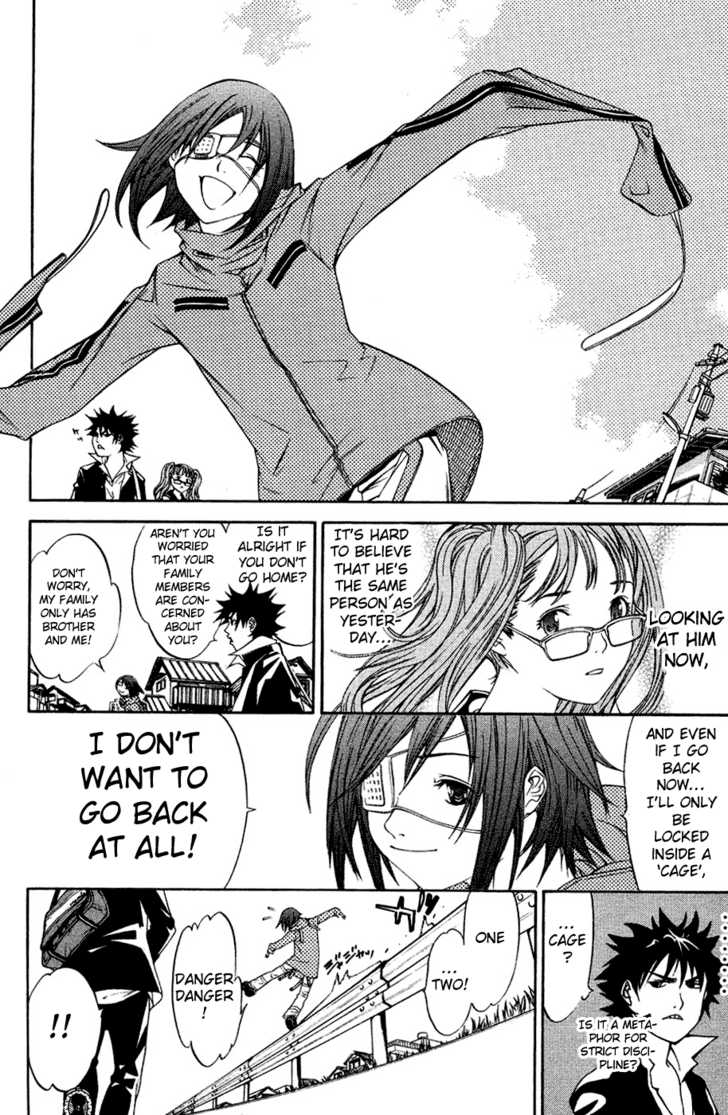 LOOKING
AT HIM
NOW,
IT'S HARD
TO BELIEVE
THAT HE'S
THE SAME
PERSON AS
YESTER-
DAY...
IS IT
ALRIGHT IF
YOU DON'T
GO HOME?
AREN'T YOU
WORRIED
THAT YOUR
FAMILY
MEMBERS
ARE CON-
CERNED
ABOUT
YOU?
DON'T
WORRY,
MY FAMILY
ONLY HAS
BROTHER
AND ME!
AND EVEN
IF I GO
BACK
NOW...
I'LL ONLY
BE
LOCKED
INSIDE A
'CAGE',
I DON'T
WANT TO
GO BACK
AT ALL!
...
CAGE
?
IS IT A META-
PHOR FOR
STRICT DISCI-
PLINE?
ONE
...
TWO!
DANGER
DANGER
!
!!